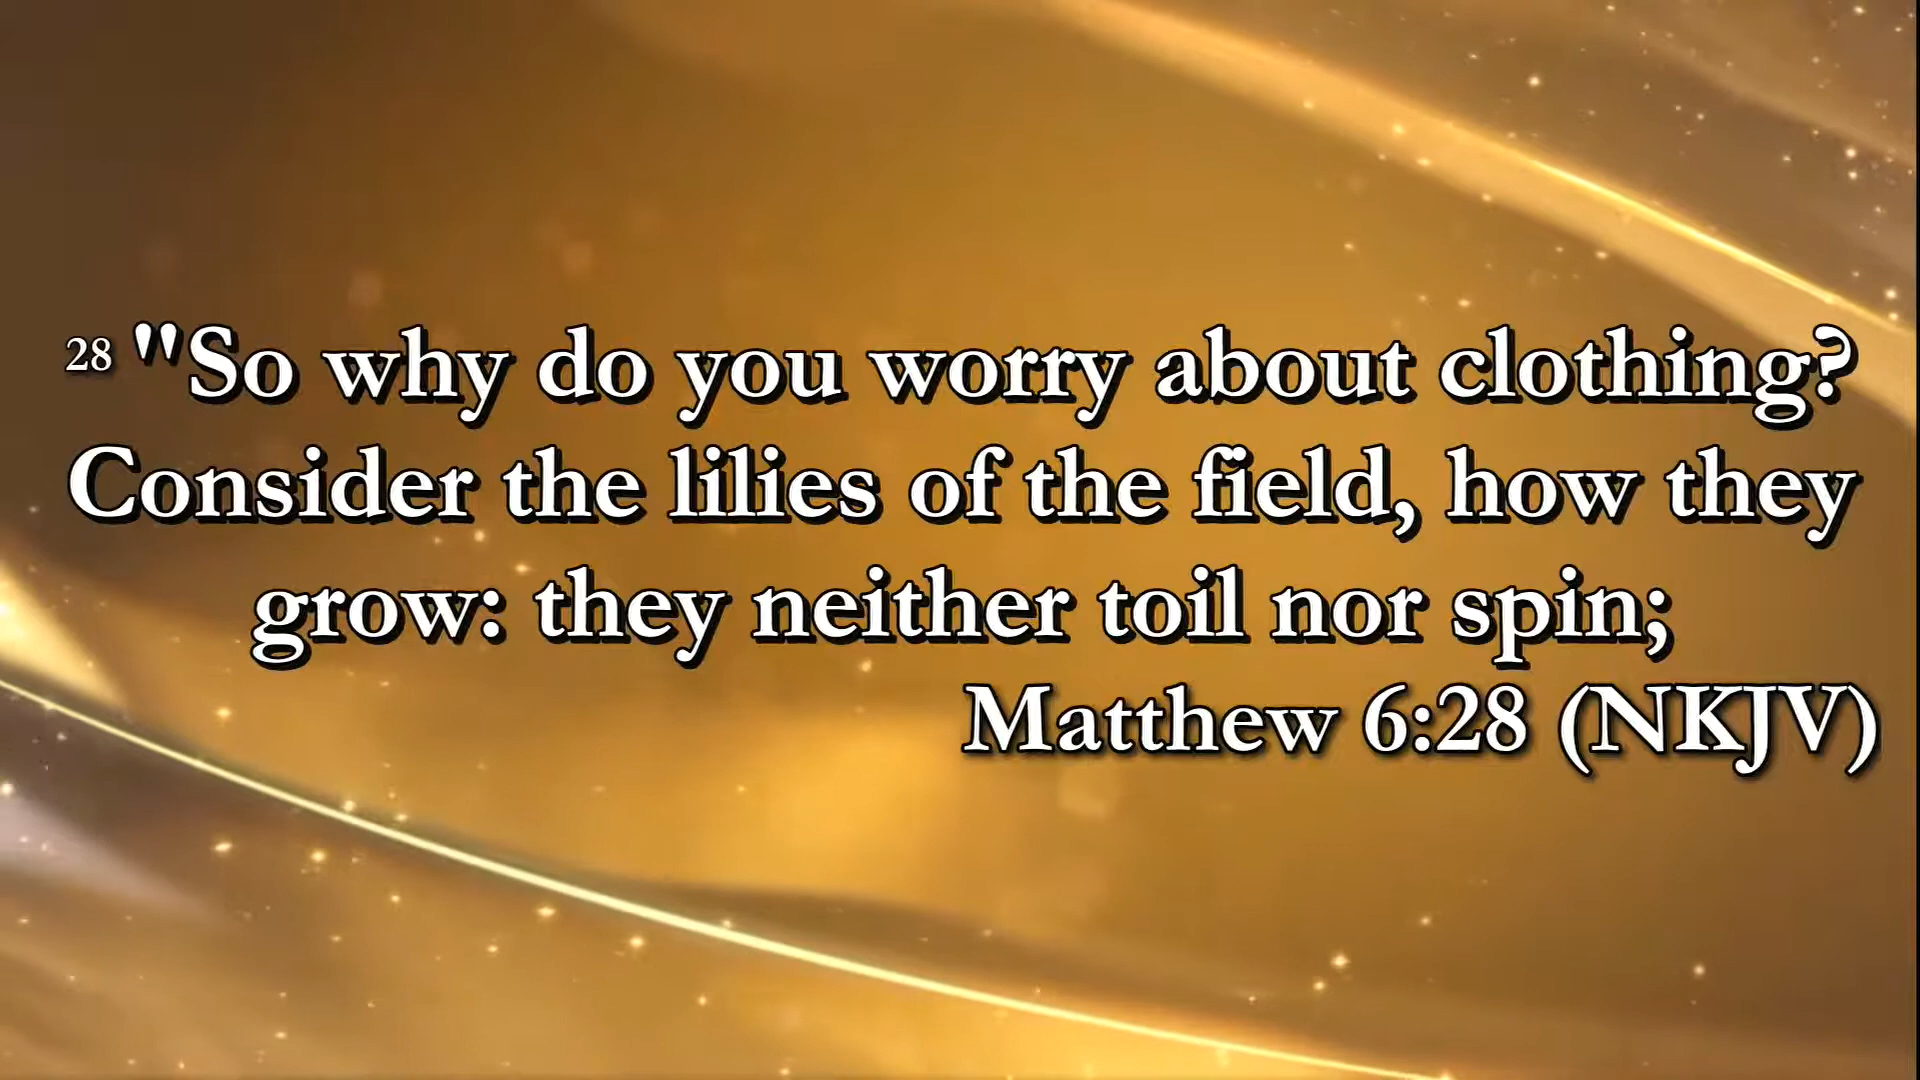 28 "So why do you worry about clothing?
Consider the lilies of the field, how they
grow: they neither toil nor spin;
Matthew 6:28 (NKJV)